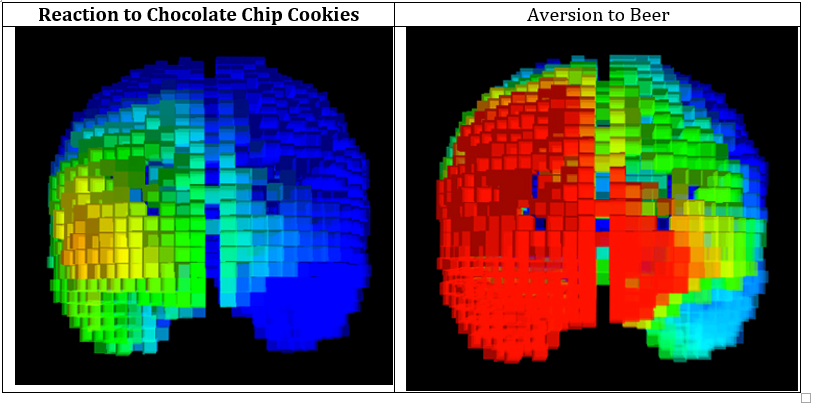 Reaction to Chocolate Chip Cookies
Aversion to Beer